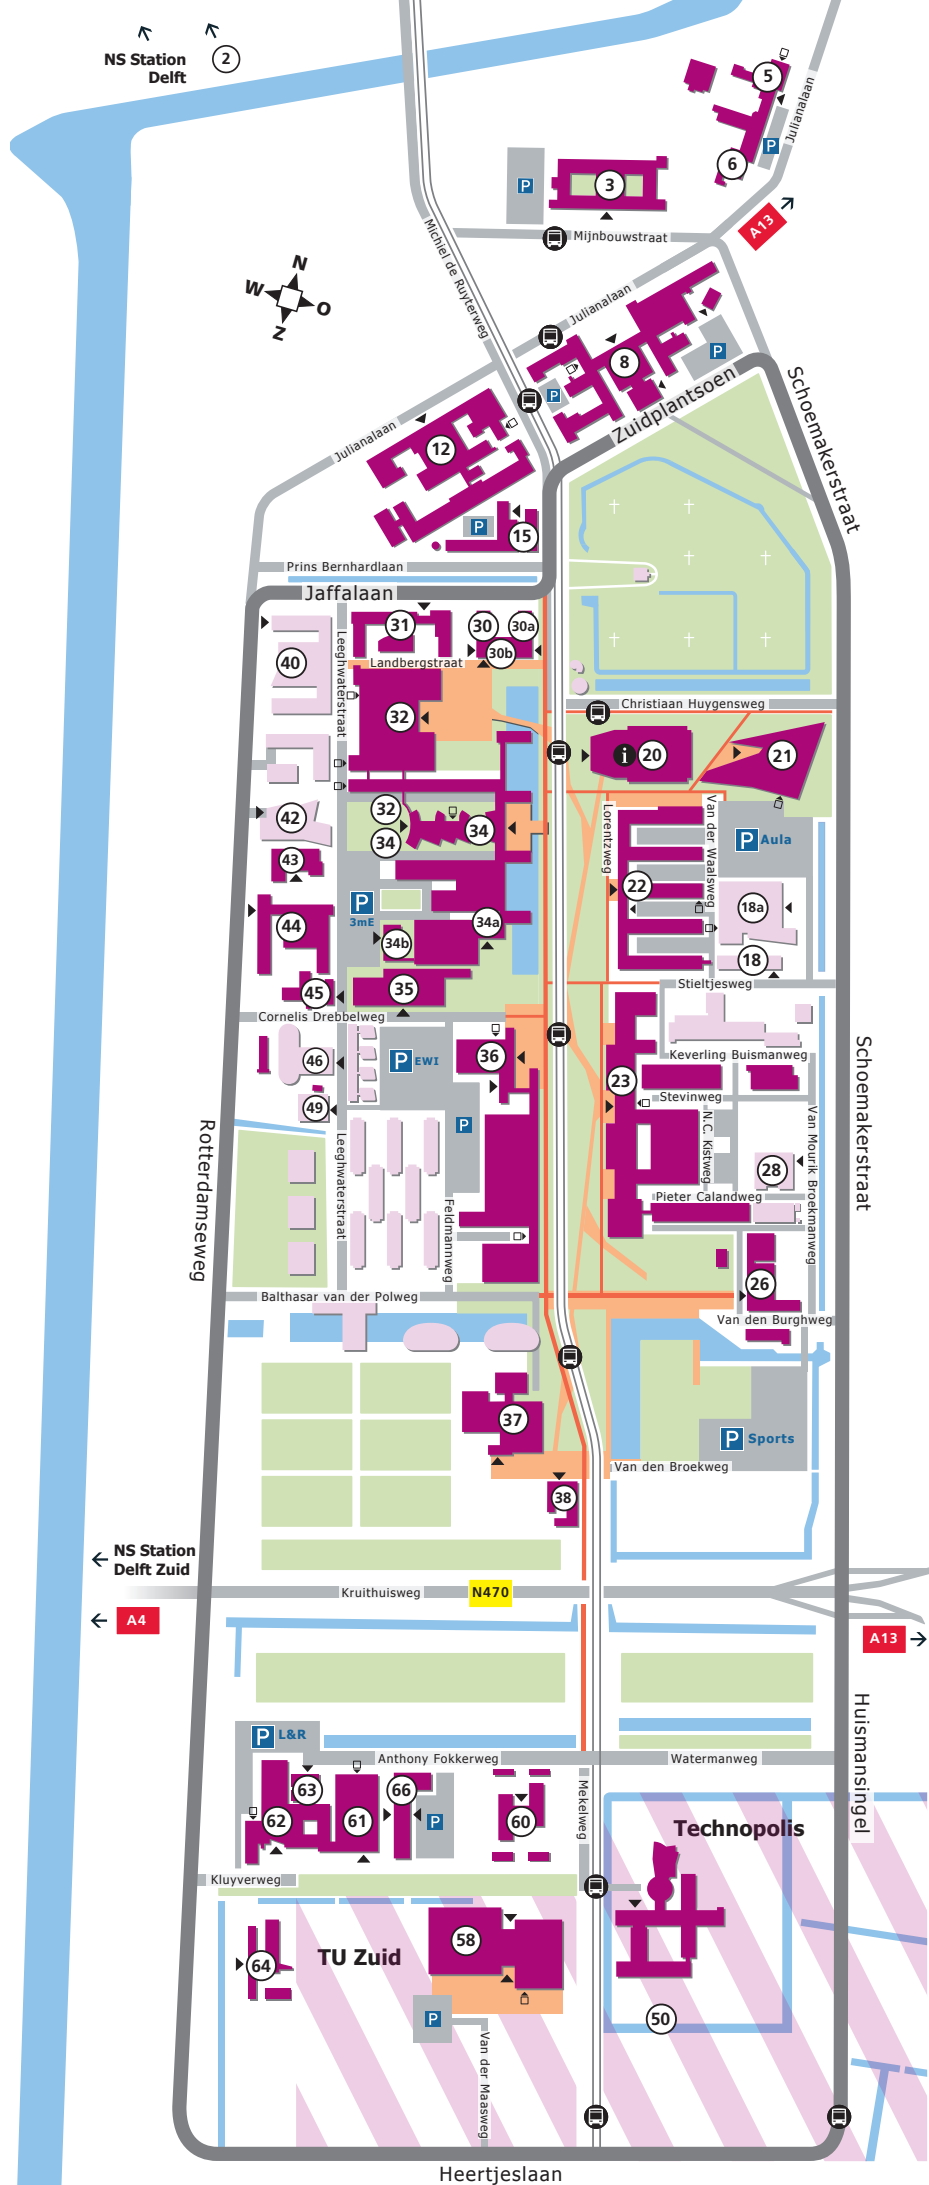 NS Station
Delft
2
5
Julianalaan
P
6
3
P
A13
Mijnbouwstraat
Michiel de Ruyterweg
N
W
O
Z
Julianalaan
8
P
P
Zuidplantsoen
Schoemakerstraat
Julianalaan
12
P
15
Prins Bernhardlaan
Jaffalaan
31
30
30a
30b
40
Leeghwaterstraat
Landbergstraat
32
Christiaan Huygensweg
i
20
21
42
32
34
34
Lorentzweg
Van der Waalsweg
P Aula
43
22
P
3mE
44
34a
34b
18a
18
45
35
Stieltjesweg
Cornelis Drebbelweg
46
P EWI
36
Keverling Buismanweg
23
Stevinweg
49
P
N.C. Kistweg
Van Mourik Broekmanweg
Schoemakerstraat
28
Rotterdamseweg
Leeghwaterstraat
Feldmannweg
Pieter Calandweg
26
Balthasar van der Polweg
Van den Burghweg
37
P Sports
Van den Broekweg
38
NS Station
Delft Zuid
Kruithuisweg
N470
A4
A13
Huismansingel
P L&R
Anthony Fokkerweg
Watermanweg
63
66
62
61
P
60
Mekelweg
Technopolis
Kluyverweg
58
TU Zuid
64
50
P
Van der Maasweg
Heertjeslaan